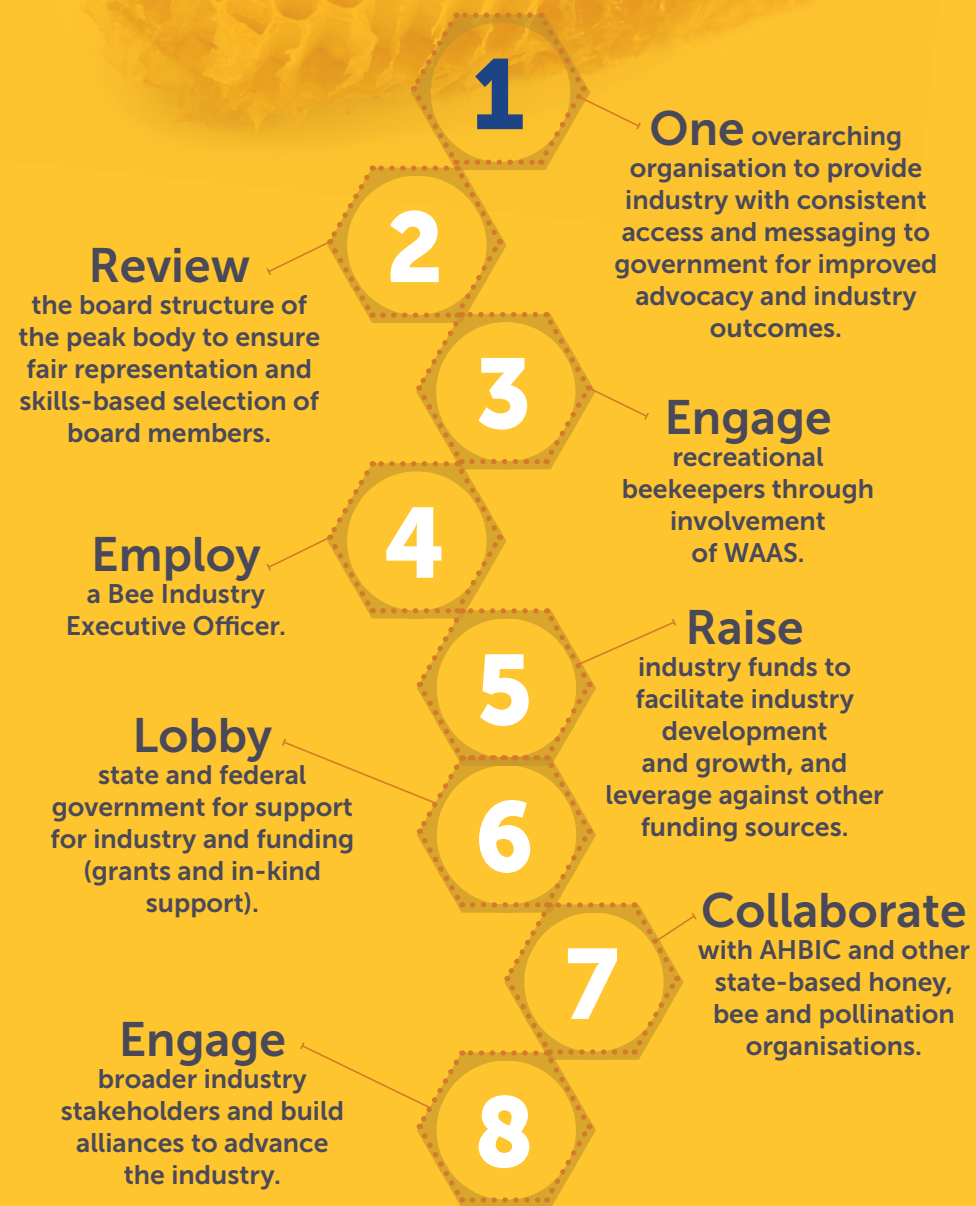 1
One overarching
organisation to provide
industry with consistent
access and messaging to
government for improved
advocacy and industry
outcomes.
2
Review
the board structure of
the peak body to ensure
fair representation and
skills-based selection of
board members.
3
Engage
recreational
beekeepers through
involvement
of WAAS.
4
Employ
a Bee Industry
Executive Officer.
5
Raise
industry funds to
facilitate industry
development
and growth, and
leverage against other
funding sources.
6
Lobby
state and federal
government for support
for industry and funding
(grants and in-kind
support).
7
Collaborate
with AHBIC and other
state-based honey,
bee and pollination
organisations.
8
Engage
broader industry
stakeholders and build
alliances to advance
the industry.